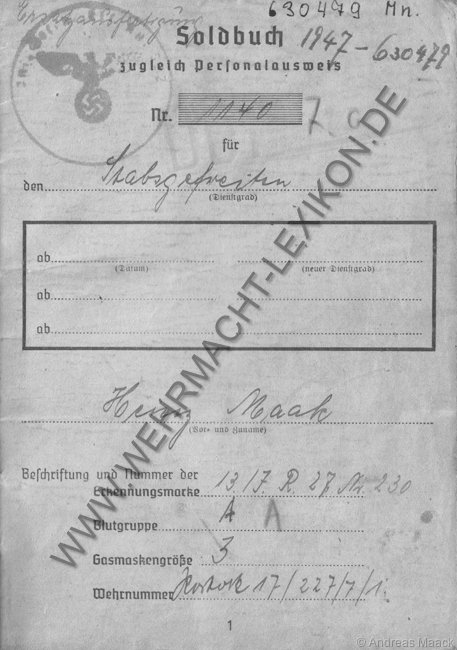 Ersatzausfertigung
630479 Mn.
Soldbuch 1947 - 630479
zugleich Personalausweis
Nr. 1140
für
den Stabsgefreiten
(Dienstgrad)
ab
(Datum) (neuer Dienstgrad)
ab
ab
Maak
(Vor- und Zuname)
Beschriftung und Nummer der
Erkennungsmarke 13/J R 27 Nr 230
Blutgruppe A A
Gasmaskengröße 3
Wehrnummer Rostock 17/227/7/1
1
WWW.WEHRMACHT-LEXIKON.DE
© Andreas Maack